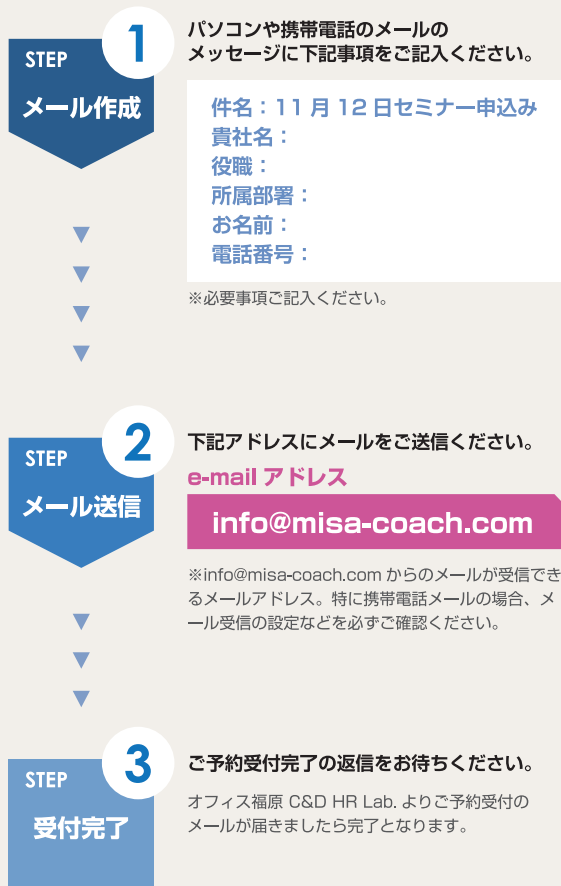 STEP 1
メール作成
パソコンや携帯電話のメールの
メッセージに下記事項をご記入ください。
件名：11月12日セミナー申込み
貴社名：
役職：
所属部署：
お名前：
電話番号：
※必要事項ご記入ください。
STEP 2
メール送信
下記アドレスにメールをご送信ください。
e-mail アドレス
info@misa-coach.com
※info@misa-coach.com からのメールが受信でき
るメールアドレス。特に携帯電話メールの場合、メ
ール受信の設定などを必ずご確認ください。
STEP 3
受付完了
ご予約受付完了の返信をお待ちください。
オフィス福原 C&D HR Lab. よりご予約受付の
メールが届きましたら完了となります。